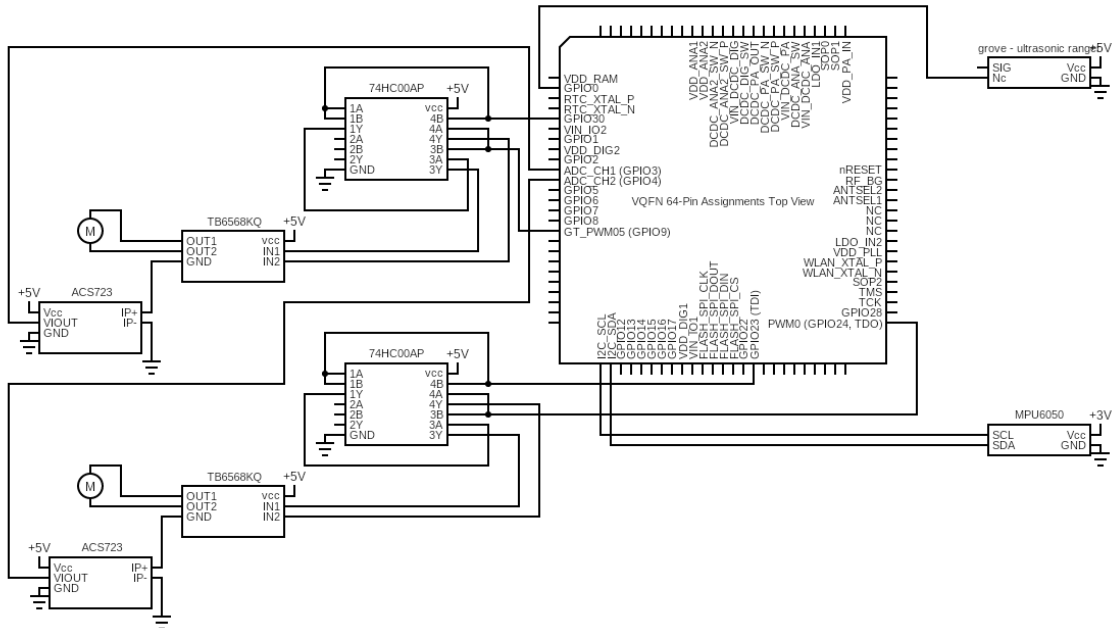 grove - ultrasonic ranger
+5V
SIG
Nc
Vcc
GND
74HC00AP
+5V
1A
1B
1Y
2A
2B
2Y
GND
vcc
4B
4A
4Y
3B
3A
3Y
VDD_RAM
GPIO0
RTC_XTAL_P
RTC_XTAL_N
GPIO30
VIN_IO2
GPIO1
VDD_DIG2
GPIO2
ADC_CH1 (GPIO3)
ADC_CH2 (GPIO4)
GPIO5
GPIO6
GPIO7
GPIO8
GT_PWM05 (GPIO9)
VDD_ANA1
VDD_ANA2
DCDC_ANA2_SW_N
DCDC_ANA2_SW_P
VIN_DCDC_DIG
DCDC_DIG_SW
DCDC_PA_OUT
DCDC_PA_SW_N
DCDC_PA_SW_P
VIN_DCDC_PA
DCDC_ANA_SW
VIN_DCDC_ANA
LDO_IN1
SOP0
SOP1
VDD_PA_IN
VQFN 64-Pin Assignments Top View
nRESET
RF_BG
ANTSEL2
ANTSEL1
NC
NC
NC
LDO_IN2
VDD_PLL
WLAN_XTAL_P
WLAN_XTAL_N
SOP2
TMS
TCK
GPIO28
PWM0 (GPIO24, TDO)
I2C_SCL
I2C_SDA
GPIO12
GPIO13
GPIO14
GPIO15
GPIO16
GPIO17
VDD_DIG1
VIN_IO1
FLASH_SPI_CLK
FLASH_SPI_DOUT
FLASH_SPI_DIN
FLASH_SPI_CS
GPIO22
GPIO23 (TDI)
M
TB6568KQ
+5V
OUT1
OUT2
GND
vcc
IN1
IN2
+5V
ACS723
Vcc
VIOUT
GND
IP+
IP-
74HC00AP
+5V
1A
1B
1Y
2A
2B
2Y
GND
vcc
4B
4A
4Y
3B
3A
3Y
MPU6050
+3V
SCL
SDA
Vcc
GND
M
TB6568KQ
+5V
OUT1
OUT2
GND
vcc
IN1
IN2
+5V
ACS723
Vcc
VIOUT
GND
IP+
IP-